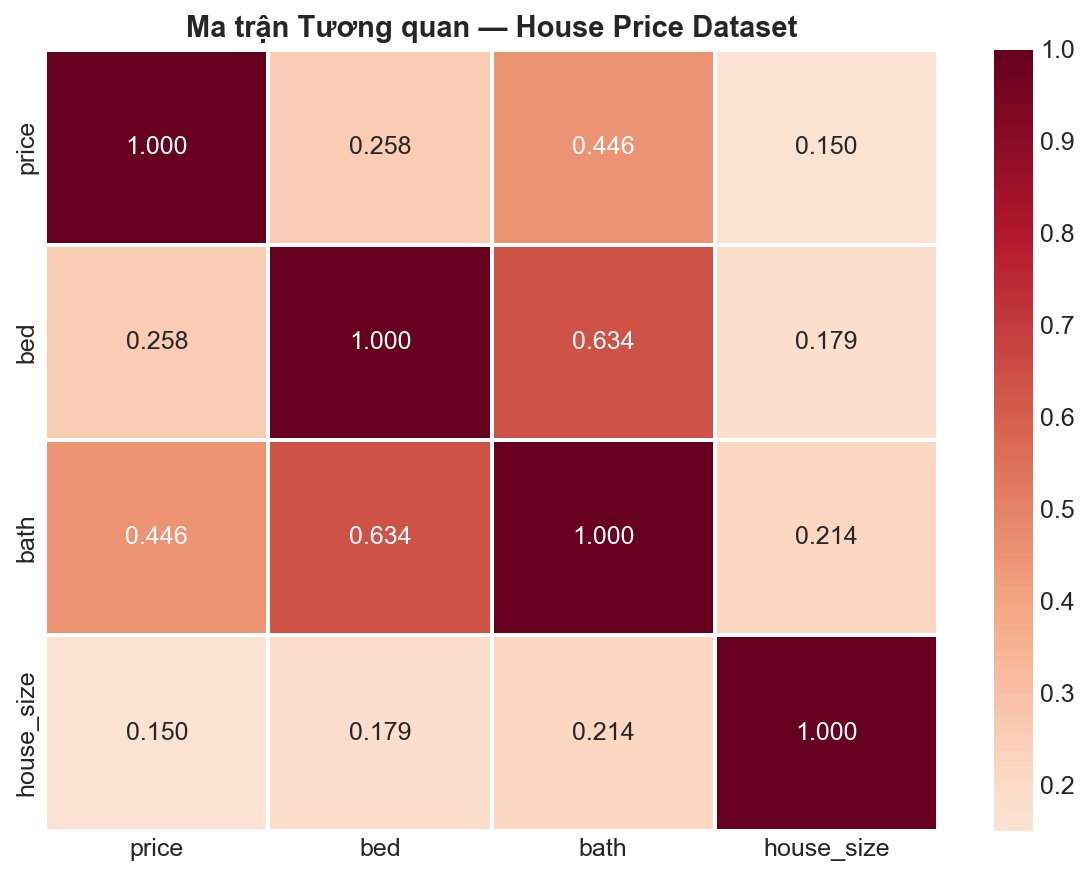 Ma trận Tương quan — House Price Dataset
price
1.000 0.258 0.446 0.150
bed
0.258 1.000 0.634 0.179
bath
0.446 0.634 1.000 0.214
house_size
0.150 0.179 0.214 1.000
price bed bath house_size
1.0
0.9
0.8
0.7
0.6
0.5
0.4
0.3
0.2